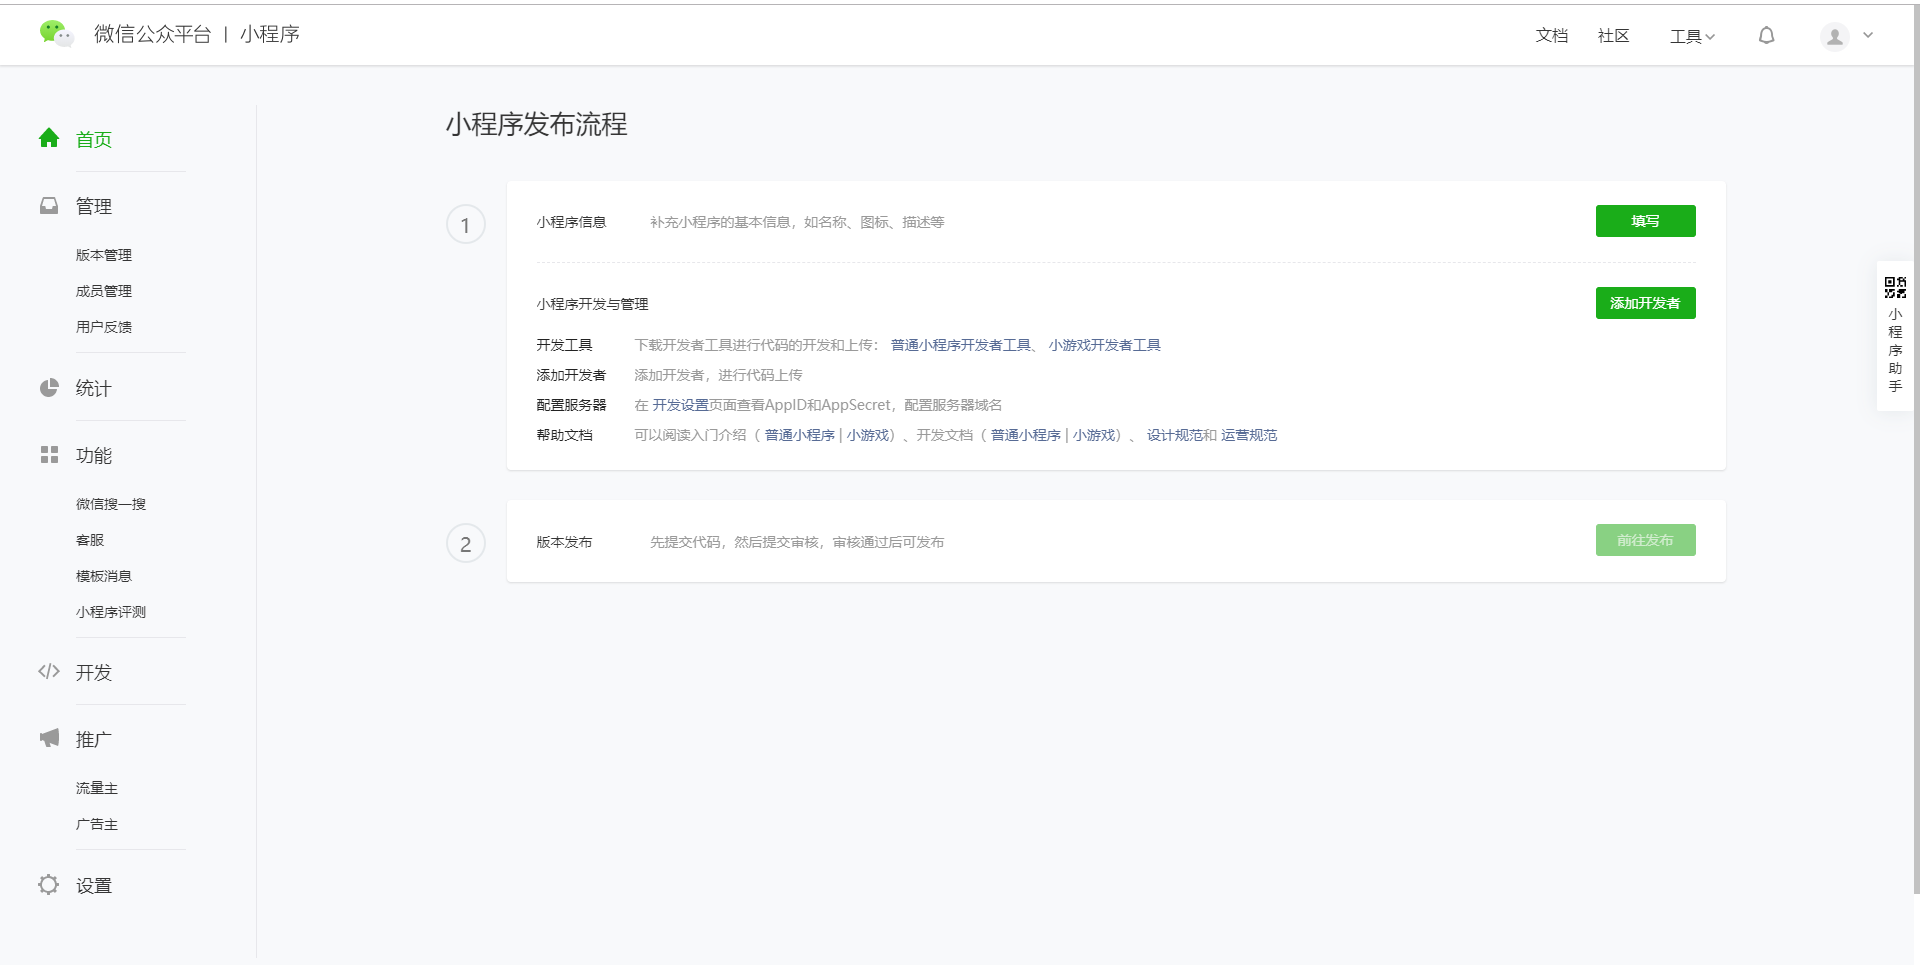 微信公众平台 | 小程序
文档 社区 工具
首页
管理
版本管理
成员管理
用户反馈
统计
功能
微信搜一搜
客服
模板消息
小程序评测
开发
推广
流量主
广告主
设置
小程序发布流程
1
小程序信息 补充小程序的基本信息，如名称、图标、描述等 填写
小程序开发与管理 添加开发者
开发工具 下载开发者工具进行代码的开发和上传： 普通小程序开发者工具、 小游戏开发者工具
添加开发者 添加开发者，进行代码上传
配置服务器 在 开发设置页面查看AppID和AppSecret，配置服务器域名
帮助文档 可以阅读入门介绍（ 普通小程序 | 小游戏）、开发文档（ 普通小程序 | 小游戏）、 设计规范和 运营规范
2
版本发布 先提交代码，然后提交审核，审核通过后可发布 前往发布
小程序助手